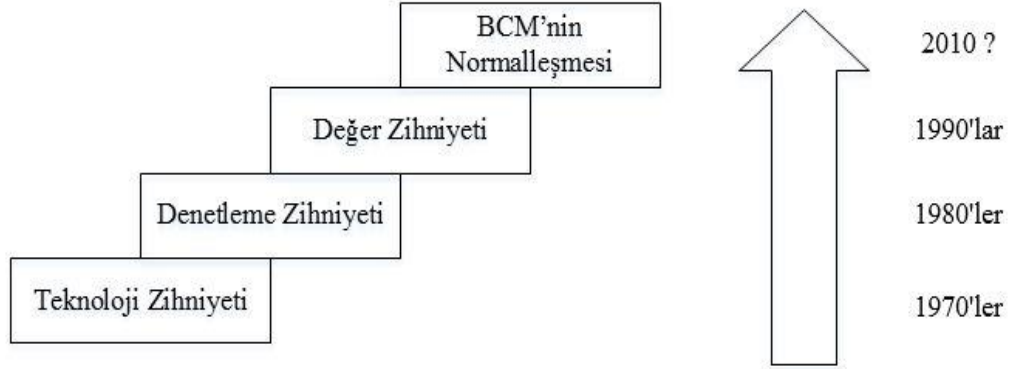 BCM’nin
Normalleşmesi
2010 ?
Değer Zihniyeti
1990'lar
Denetleme Zihniyeti
1980'ler
Teknoloji Zihniyeti
1970'ler